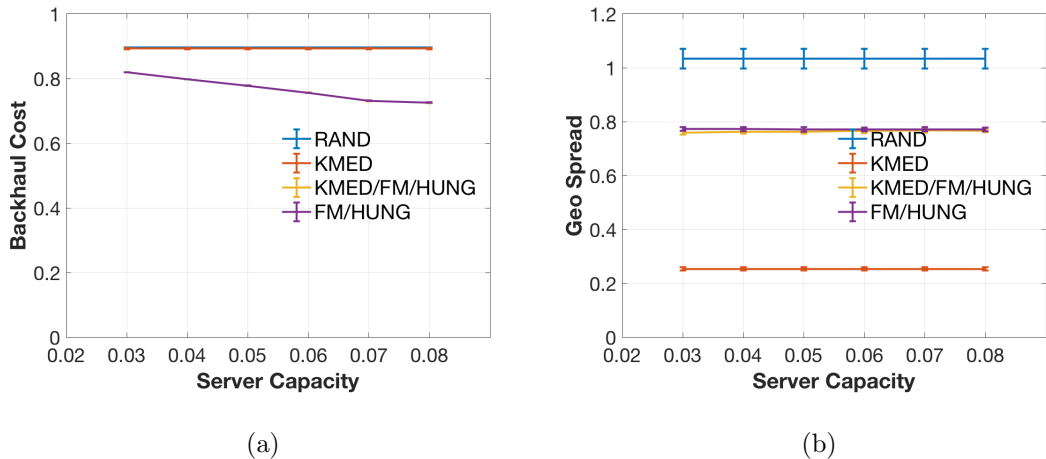 1
0.8
0.6
0.4
0.2
0
Backhaul Cost
RAND
KMED
KMED/FM/HUNG
FM/HUNG
0.02 0.03 0.04 0.05 0.06 0.07 0.08
Server Capacity
(a)
1.2
1
0.8
0.6
0.4
0.2
0
Geo Spread
RAND
KMED
KMED/FM/HUNG
FM/HUNG
0.02 0.03 0.04 0.05 0.06 0.07 0.08
Server Capacity
(b)